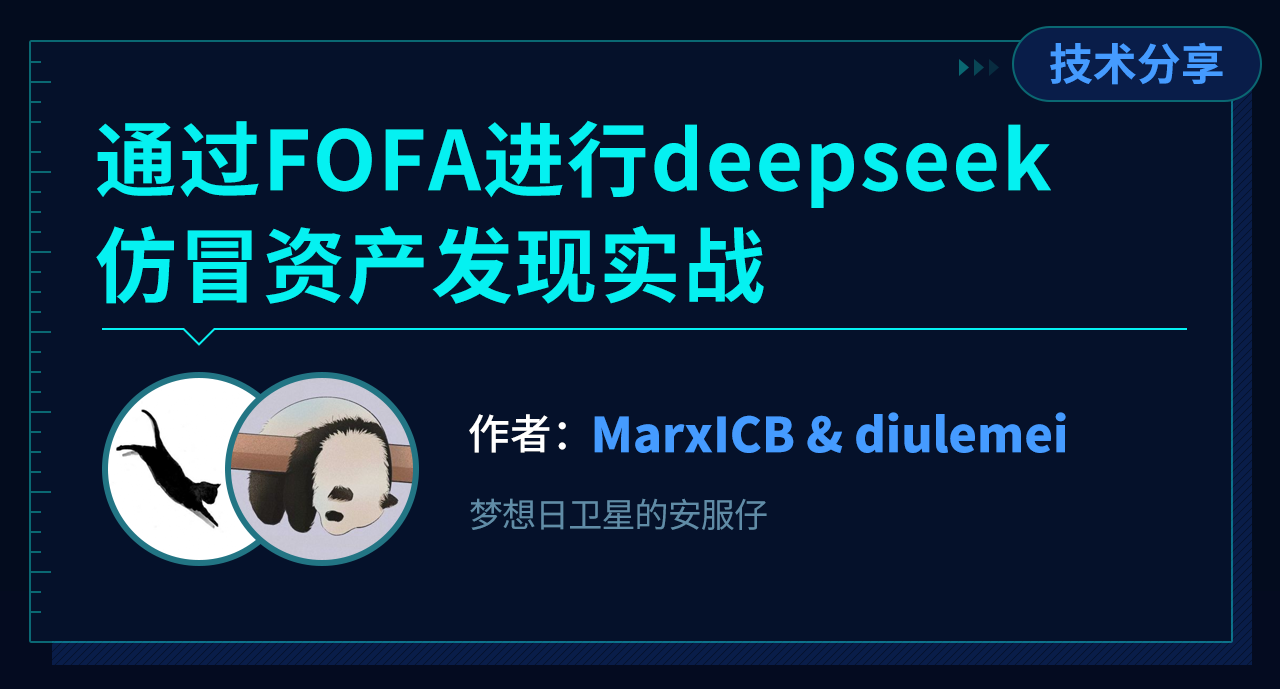 技术分享
通过FOFA进行deepseek
仿冒资产发现实战
作者：MarxICB & diulemei
梦想日卫星的安服仔